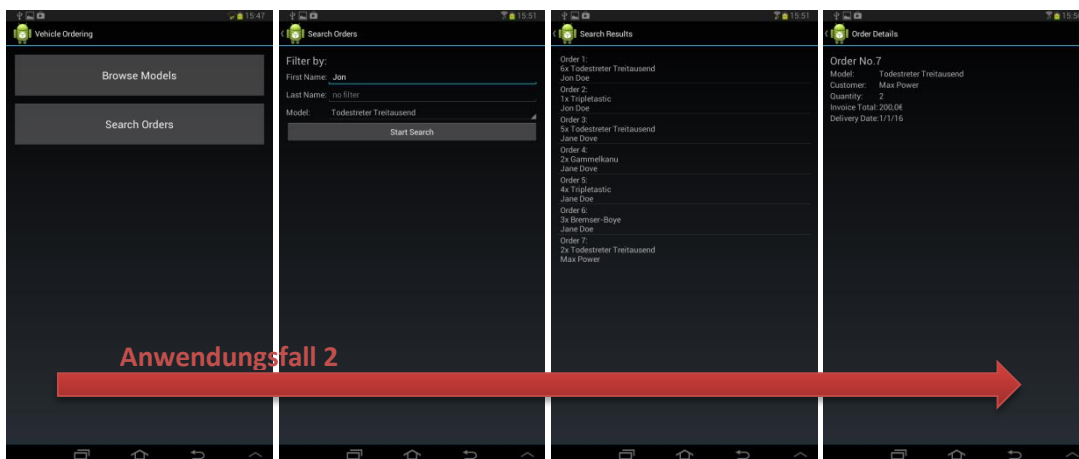 15:47
Vehicle Ordering
Browse Models
Search Orders
15:51
Search Orders
Filter by:
First Name: Jon
Last Name: no filter
Model: Todestreter Treitausend
Start Search
15:51
Search Results
Order 1:
6x Todestreter Treitausend
Jon Doe
Order 2:
1x Tripletastic
Jon Doe
Order 3:
5x Todestreter Treitausend
Jane Dove
Order 4:
2x Gammelkanu
Jane Dove
Order 5:
4x Tripletastic
Jane Doe
Order 6:
3x Bremser-Boye
Jane Doe
Order 7:
2x Todestreter Treitausend
Max Power
Order Details
Order No.7
Model: Todestreter Treitausend
Customer: Max Power
Quantity: 2
Invoice Total: 200,0€
Delivery Date: 1/1/16
Anwendungsfall 2